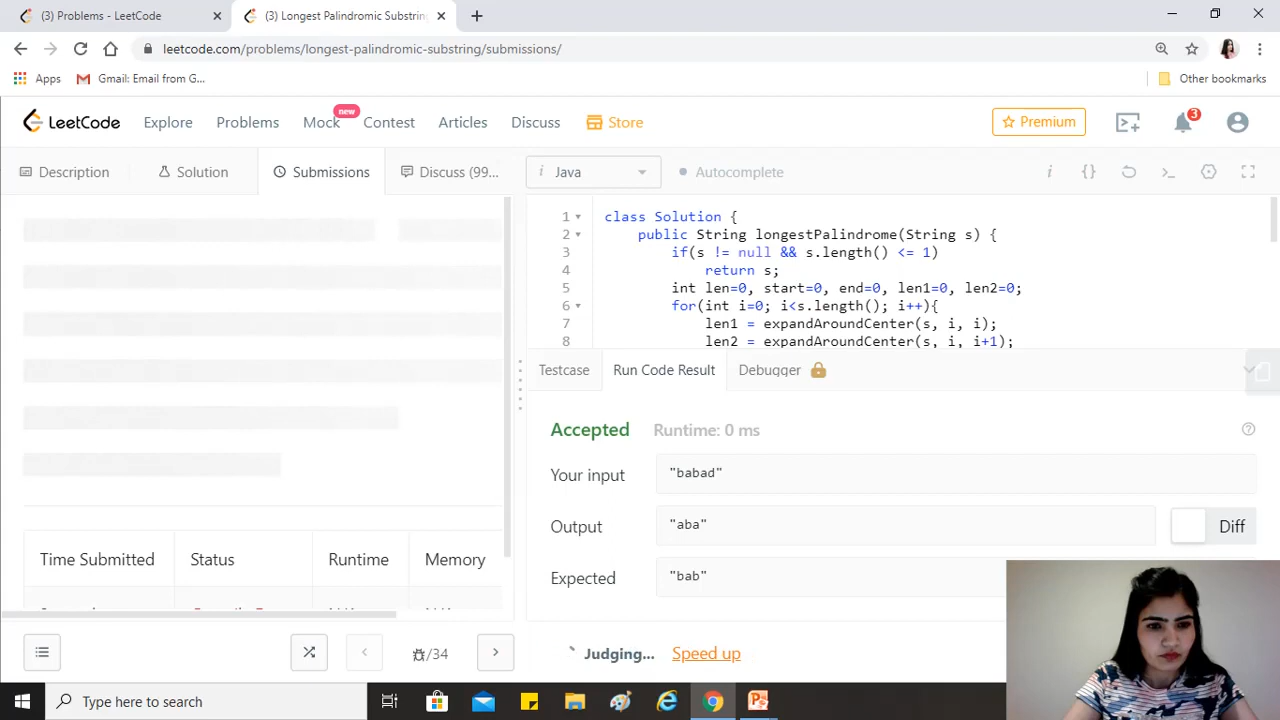 (3) Problems - LeetCode
(3) Longest Palindromic Substring
leetcode.com/problems/longest-palindromic-substring/submissions/
Apps
Gmail: Email from G...
Other bookmarks
LeetCode
Explore
Problems
Mock
new
Contest
Articles
Discuss
Store
Premium
3
Description
Solution
Submissions
Discuss (99...
i Java
Autocomplete
1 class Solution {
2 public String longestPalindrome(String s) {
3 if(s != null && s.length() <= 1)
4 return s;
5 int len=0, start=0, end=0, len1=0, len2=0;
6 for(int i=0; i<s.length(); i++){
7 len1 = expandAroundCenter(s, i, i);
8 len2 = expandAroundCenter(s, i, i+1);
Testcase
Run Code Result
Debugger
Accepted
Runtime: 0 ms
Your input
"babad"
Output
"aba"
Diff
Expected
"bab"
Time Submitted
Status
Runtime
Memory
/34
Judging...
Speed up
Type here to search